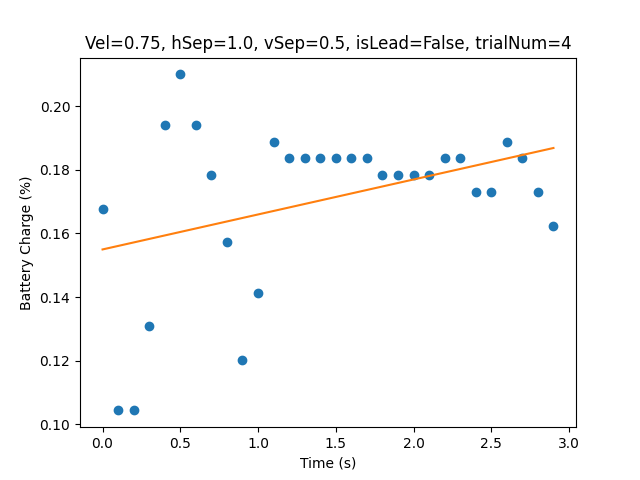 Vel=0.75, hSep=1.0, vSep=0.5, isLead=False, trialNum=4
Battery Charge (%)
0.20
0.18
0.16
0.14
0.12
0.10
0.0 0.5 1.0 1.5 2.0 2.5 3.0
Time (s)